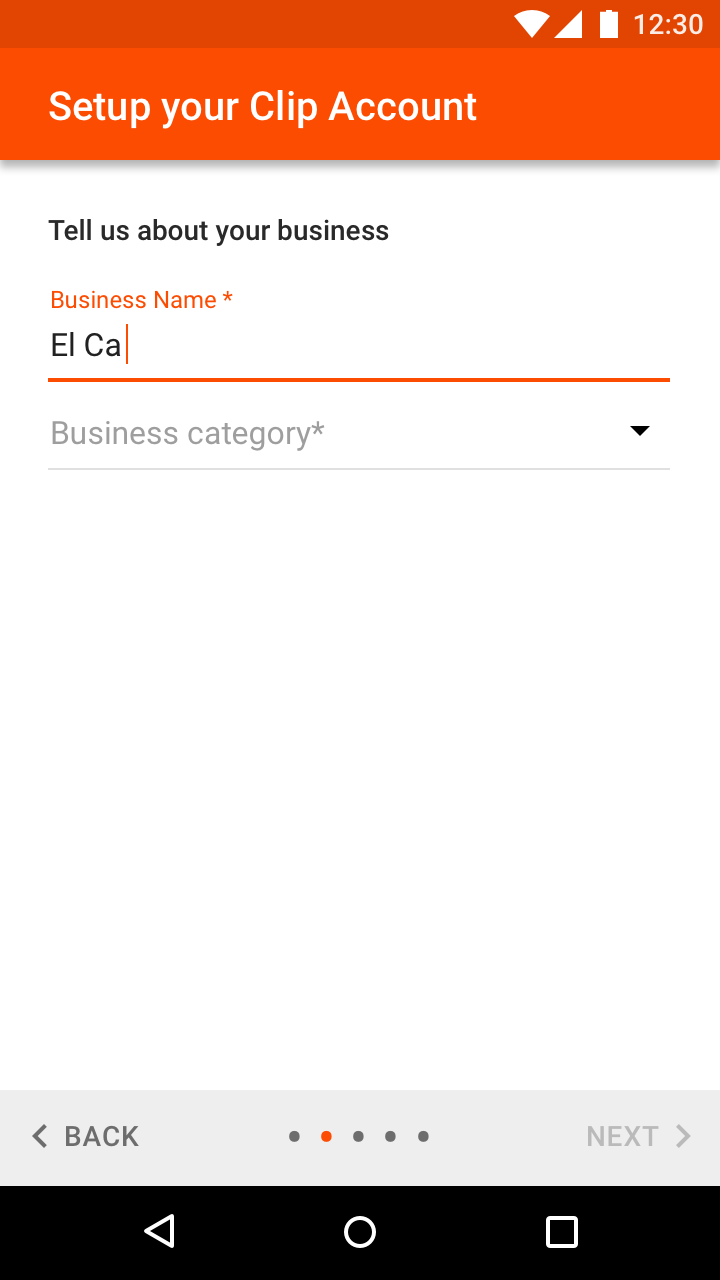 12:30
Setup your Clip Account
Tell us about your business
Business Name *
El Ca
Business category*
BACK
NEXT